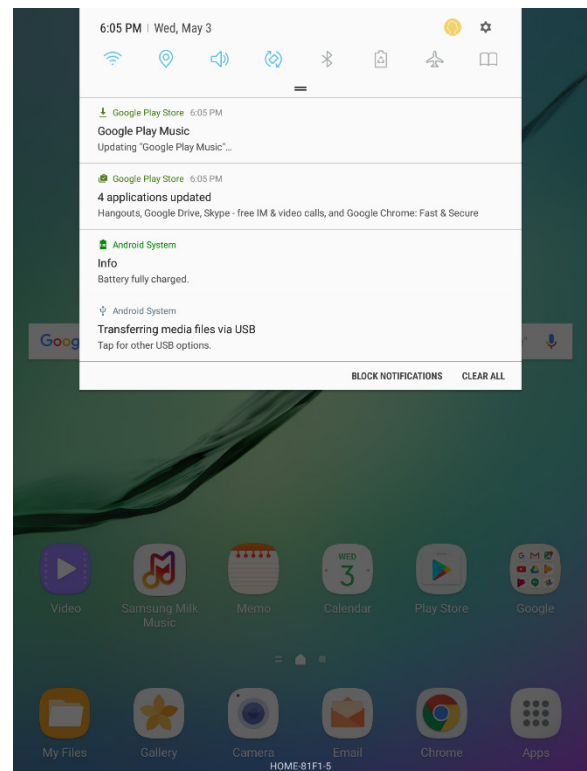 6:05 PM | Wed, May 3
Google Play Store 6:05 PM
Google Play Music
Updating "Google Play Music"...
Google Play Store 6:05 PM
4 applications updated
Hangouts, Google Drive, Skype - free IM & video calls, and Google Chrome: Fast & Secure
Android System
Info
Battery fully charged.
Android System
Transferring media files via USB
Tap for other USB options.
Goog
BLOCK NOTIFICATIONS CLEAR ALL
WED
3
G M
Video Samsung Milk Music Memo Calendar Play Store Google
My Files Gallery Camera Email Chrome Apps
HOME-81F1-5